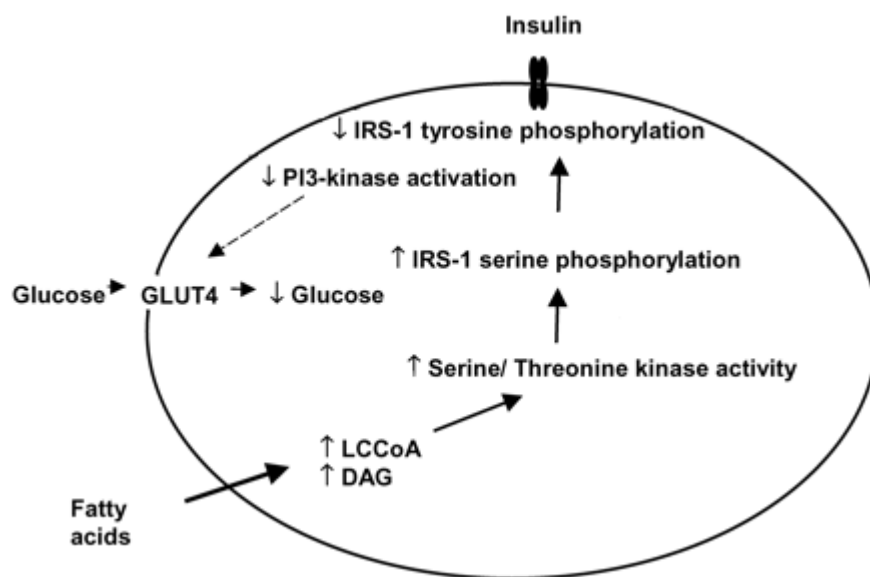 Insulin
↓ IRS-1 tyrosine phosphorylation
↓ PI3-kinase activation
↑ IRS-1 serine phosphorylation
Glucose GLUT4 ↓ Glucose
↑ Serine/ Threonine kinase activity
↑ LCCoA
↑ DAG
Fatty
acids